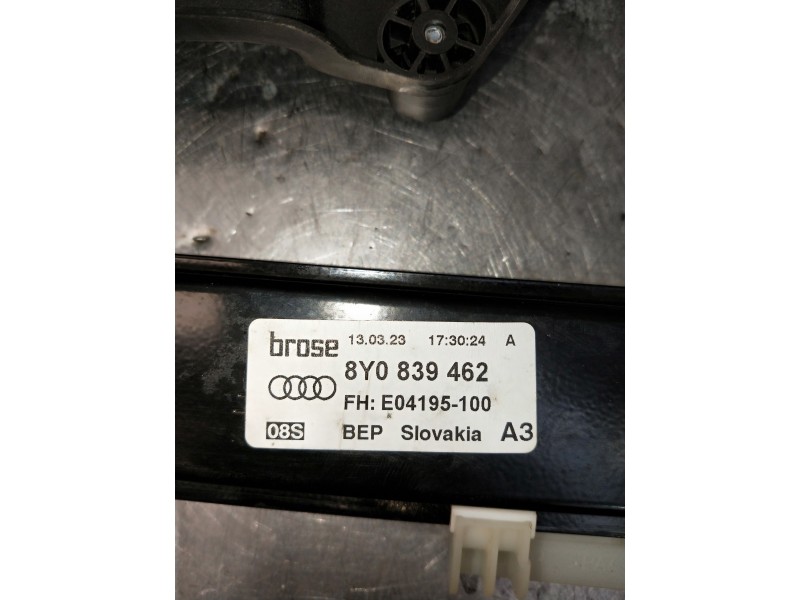 brose 13.03.23 17:30:24 A
8Y0 839 462
FH: E04195-100
08S BEP Slovakia A3